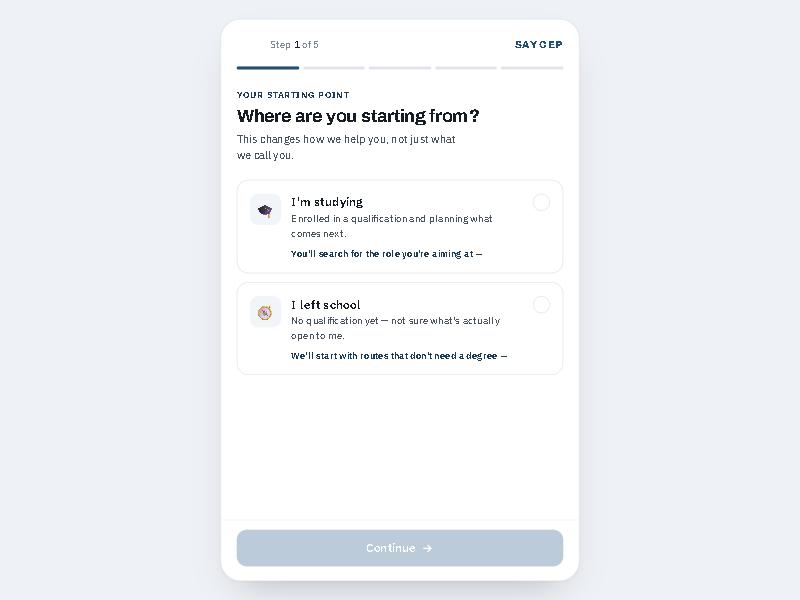 Step 1 of 5
SAYCEP
YOUR STARTING POINT
Where are you starting from?
This changes how we help you, not just what
we call you.
I'm studying
Enrolled in a qualification and planning what
comes next.
You'll search for the role you're aiming at —
I left school
No qualification yet — not sure what's actually
open to me.
We'll start with routes that don't need a degree —
Continue →